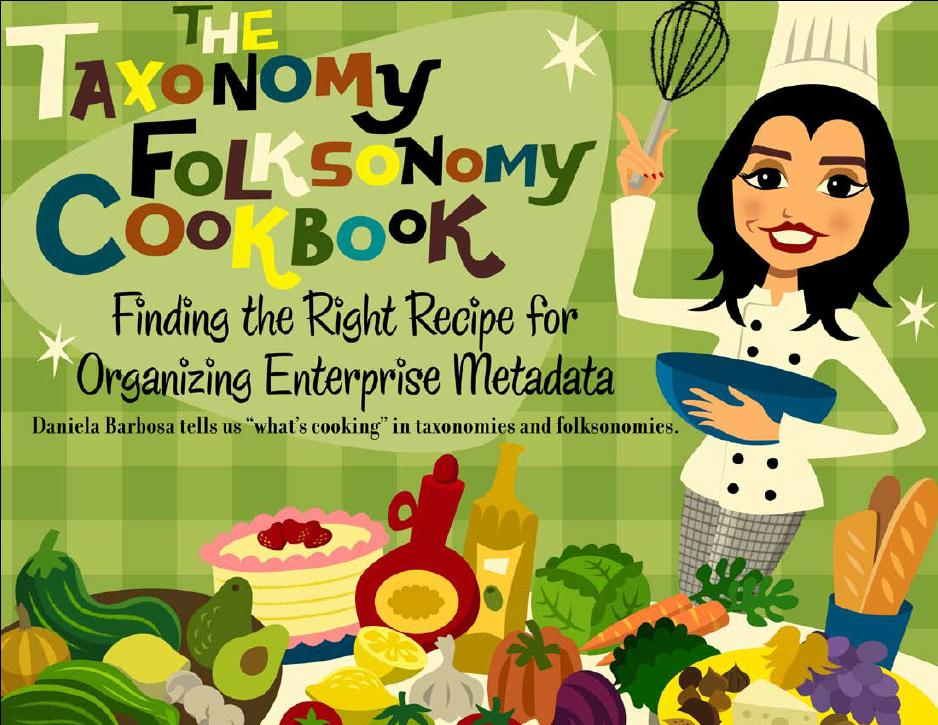 THE
TAXONOMY
FOLKSONOMY
COOKBOOK
Finding the Right Recipe for
Organizing Enterprise Metadata
Daniela Barbosa tells us “what’s cooking” in taxonomies and folksonomies.